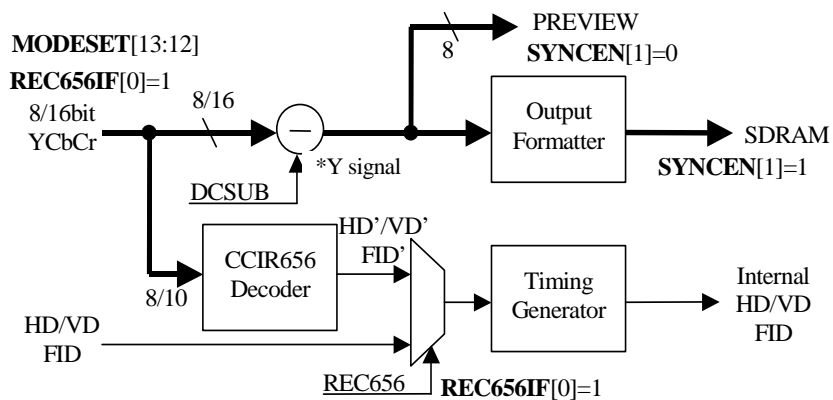 PREVIEW
SYNCEN[1]=0
8
MODESET[13:12]
REC656IF[0]=1
8/16bit
YCbCr
8/16
—
*Y signal
DCSUB
Output
Formatter
SDRAM
SYNCEN[1]=1
8/10
CCIR656
Decoder
HD’/VD’
FID’
Timing
Generator
Internal
HD/VD
FID
HD/VD
FID
REC656
REC656IF[0]=1